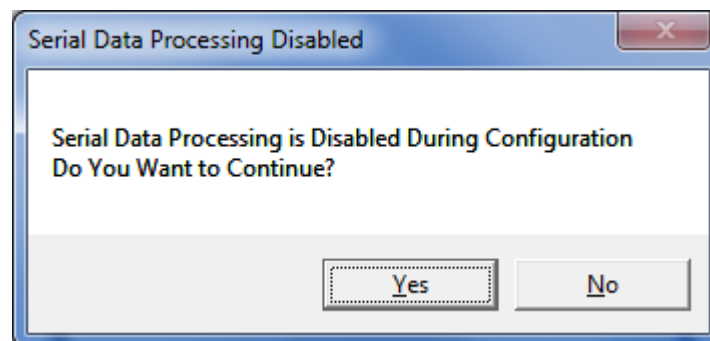 Serial Data Processing Disabled
Serial Data Processing is Disabled During Configuration
Do You Want to Continue?
Yes No